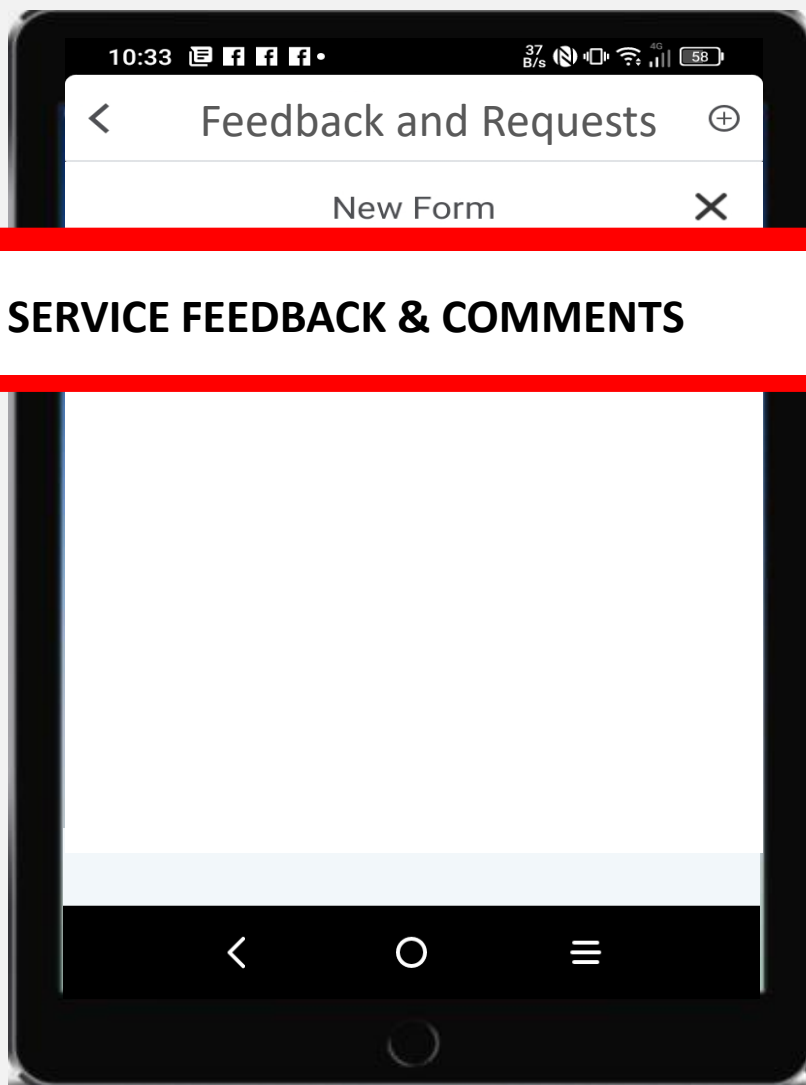 10:33
37
B/s
4G
58
Feedback and Requests
New Form
SERVICE FEEDBACK & COMMENTS